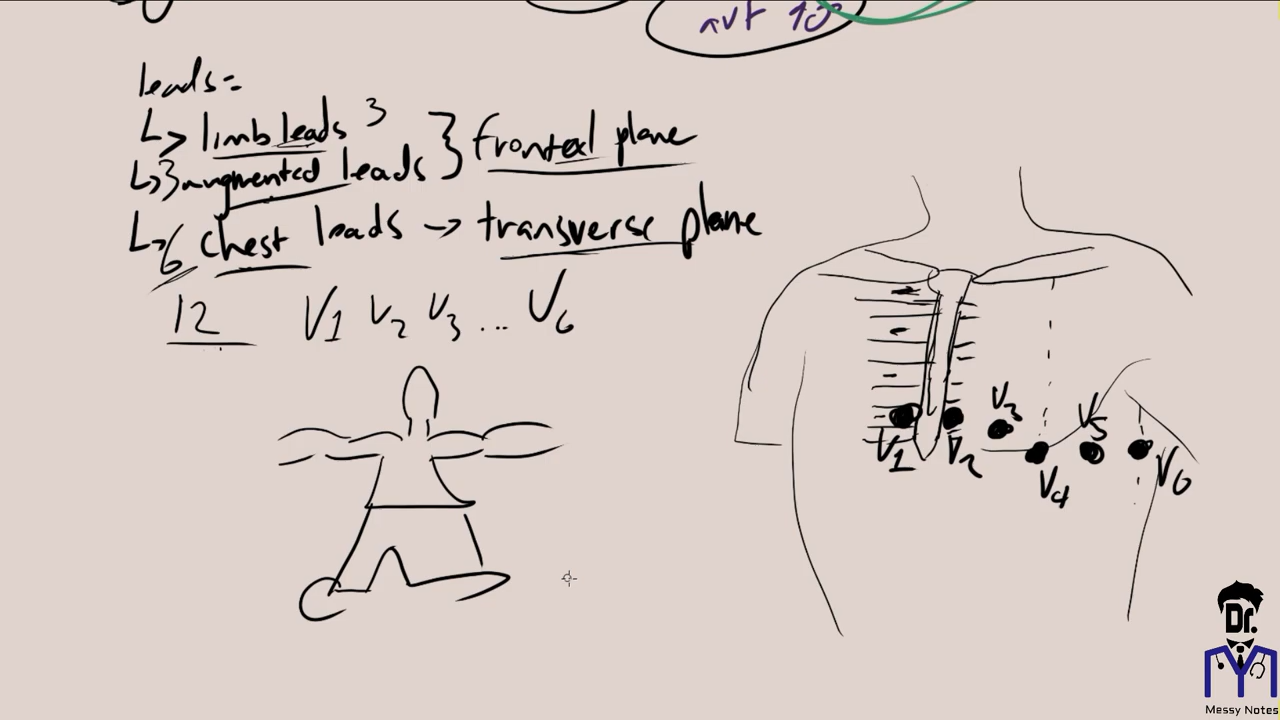 avF
leads=
↳ limb leads 3
↳ 3 augmented leads } frontal plane
↳ 6 chest leads → transverse plane
12 V1 V2 V3 ... V6
V1 V2 V3 V4 V5 V6
Dr.
Messy Notes